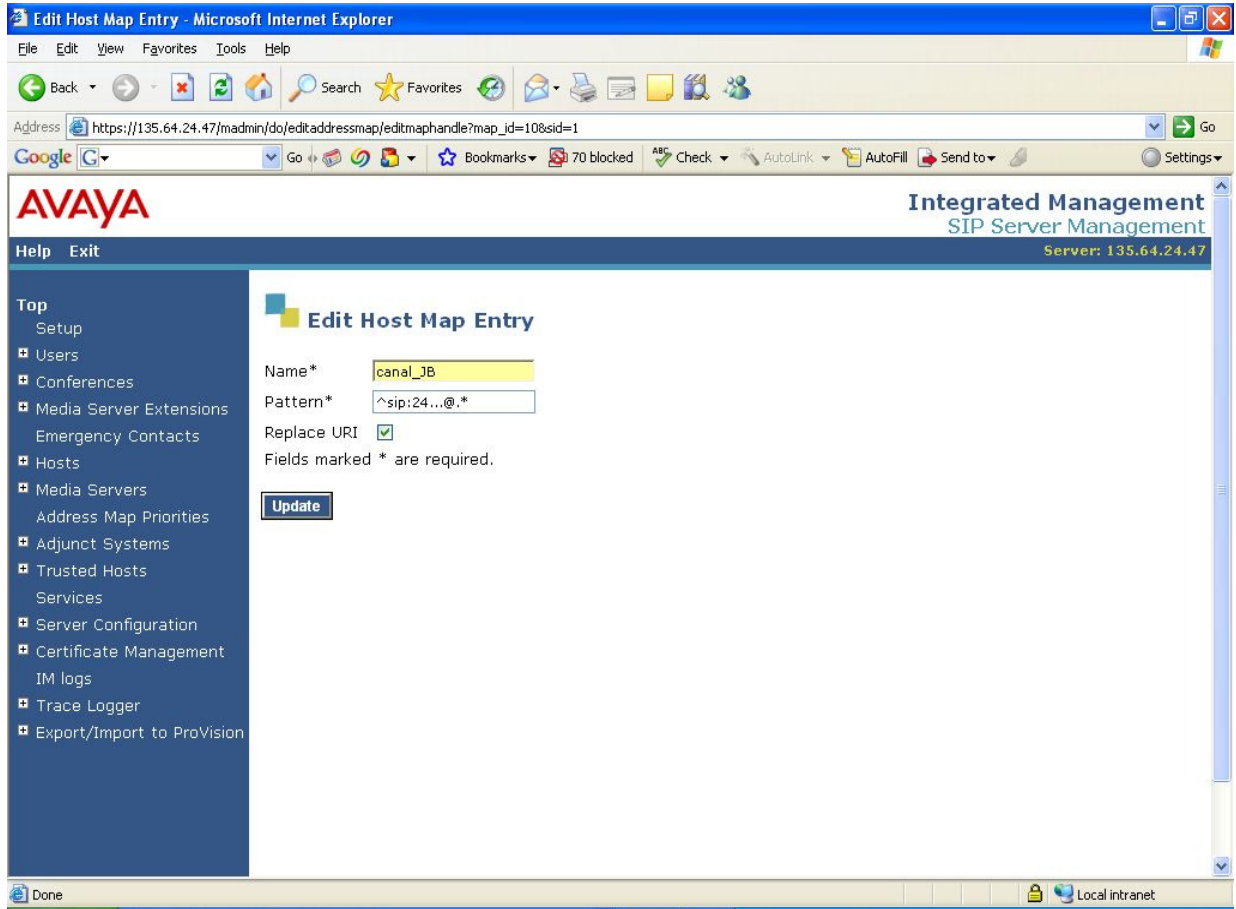 Edit Host Map Entry - Microsoft Internet Explorer
File Edit View Favorites Tools Help
Back Search Favorites
Address https://135.64.24.47/madmin/do/editaddressmap/editmaphandle?map_id=10&sid=1 Go
Google G Go Bookmarks 70 blocked ABC Check AutoLink AutoFill Send to Settings
AVAYA
Integrated Management
SIP Server Management
Help Exit
Server: 135.64.24.47
Top
Setup
Users
Conferences
Media Server Extensions
Emergency Contacts
Hosts
Media Servers
Address Map Priorities
Adjunct Systems
Trusted Hosts
Services
Server Configuration
Certificate Management
IM logs
Trace Logger
Export/Import to ProVision
Edit Host Map Entry
Name* canal_JB
Pattern* ^sip:24...@.*
Replace URI
Fields marked * are required.
Update
Done Local intranet